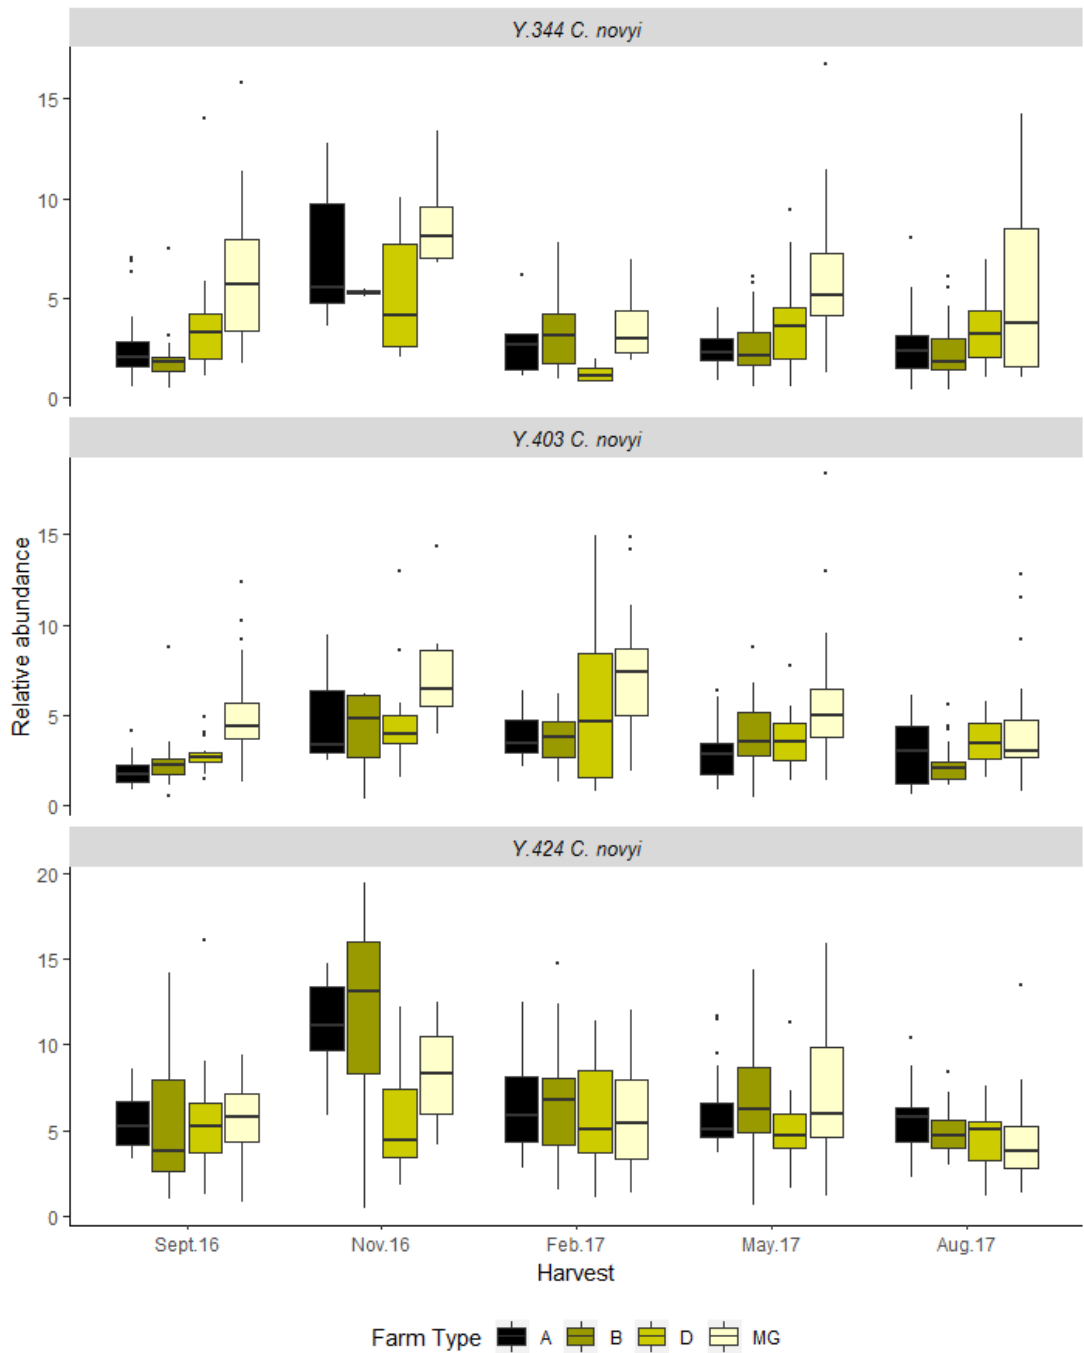 Y.344 C. novyi
15
10
5
0
Y.403 C. novyi
15
10
5
0
Relative abundance
Y.424 C. novyi
20
15
10
5
0
Sept.16 Nov.16 Feb.17 May.17 Aug.17
Harvest
Farm Type A B D MG